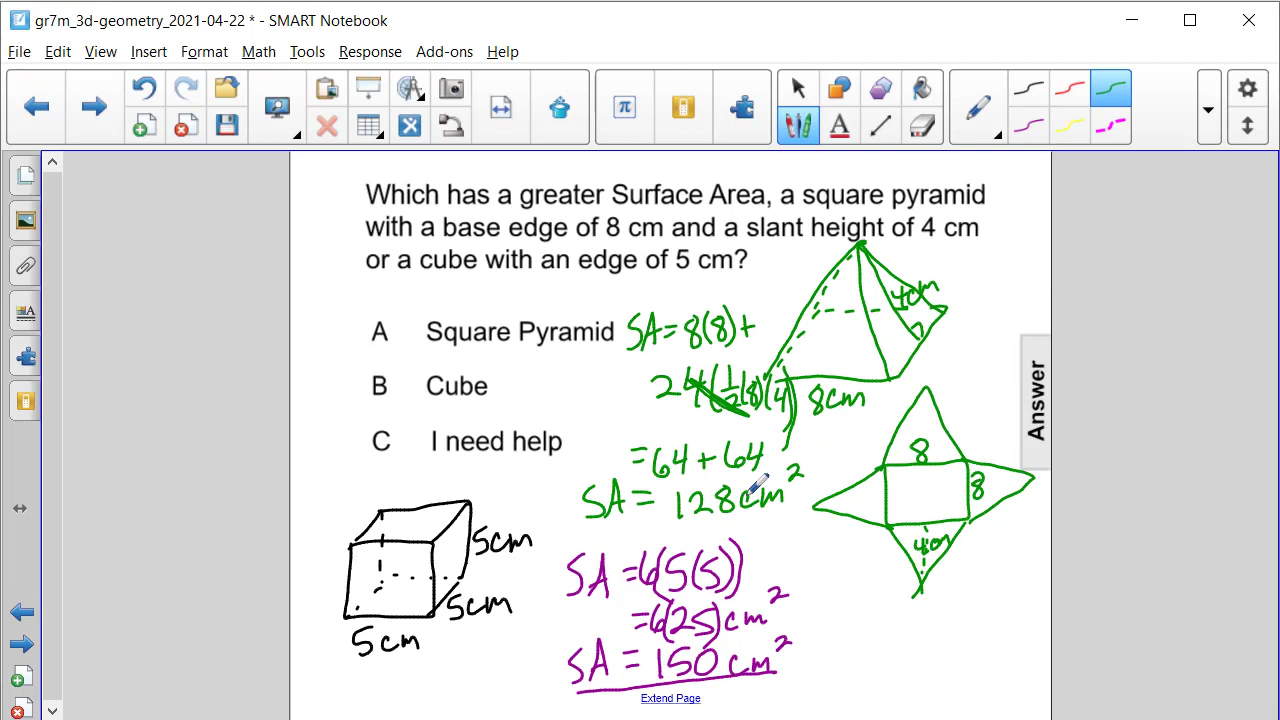 gr7m_3d-geometry_2021-04-22 * - SMART Notebook
File Edit View Insert Format Math Tools Response Add-ons Help
Which has a greater Surface Area, a square pyramid
with a base edge of 8 cm and a slant height of 4 cm
or a cube with an edge of 5 cm?
A Square Pyramid
B Cube
C I need help
SA = 8(8) +
2 4(1/2(8)(4))
= 64 + 64
SA = 128 cm²
4cm
8cm
8
8
4cm
5cm
5cm
5cm
SA = 6(5(5))
= 6(25) cm²
SA = 150 cm²
Answer
Extend Page